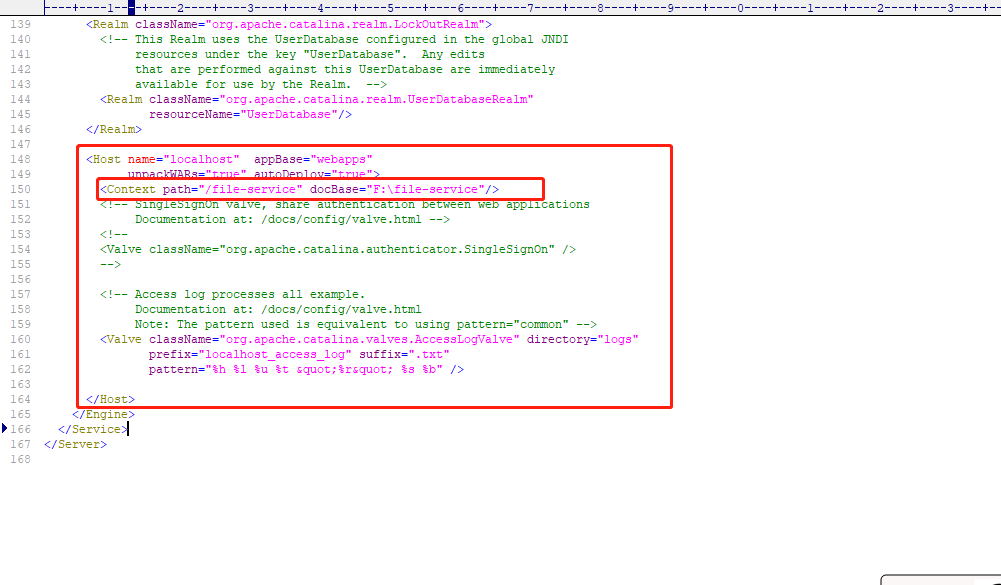 ----+----1----+----2----+----3----+----4----+----5----+----6----+----7----+----8----+----9----+----0----+----1----+----2----+----3----+--
139 <Realm className="org.apache.catalina.realm.LockOutRealm">
140 <!-- This Realm uses the UserDatabase configured in the global JNDI
141 resources under the key "UserDatabase".  Any edits
142 that are performed against this UserDatabase are immediately
143 available for use by the Realm.  -->
144 <Realm className="org.apache.catalina.realm.UserDatabaseRealm"
145 resourceName="UserDatabase"/>
146 </Realm>
147
148 <Host name="localhost"  appBase="webapps"
149 unpackWARs="true" autoDeploy="true">
150 <Context path="/file-service" docBase="F:\file-service"/>
151 <!-- SingleSignOn valve, share authentication between web applications
152 Documentation at: /docs/config/valve.html -->
153 <!--
154 <Valve className="org.apache.catalina.authenticator.SingleSignOn" />
155 -->
156
157 <!-- Access log processes all example.
158 Documentation at: /docs/config/valve.html
159 Note: The pattern used is equivalent to using pattern="common" -->
160 <Valve className="org.apache.catalina.valves.AccessLogValve" directory="logs"
161 prefix="localhost_access_log" suffix=".txt"
162 pattern="%h %l %u %t &quot;%r&quot; %s %b" />
163
164 </Host>
165 </Engine>
166 </Service>
167 </Server>
168